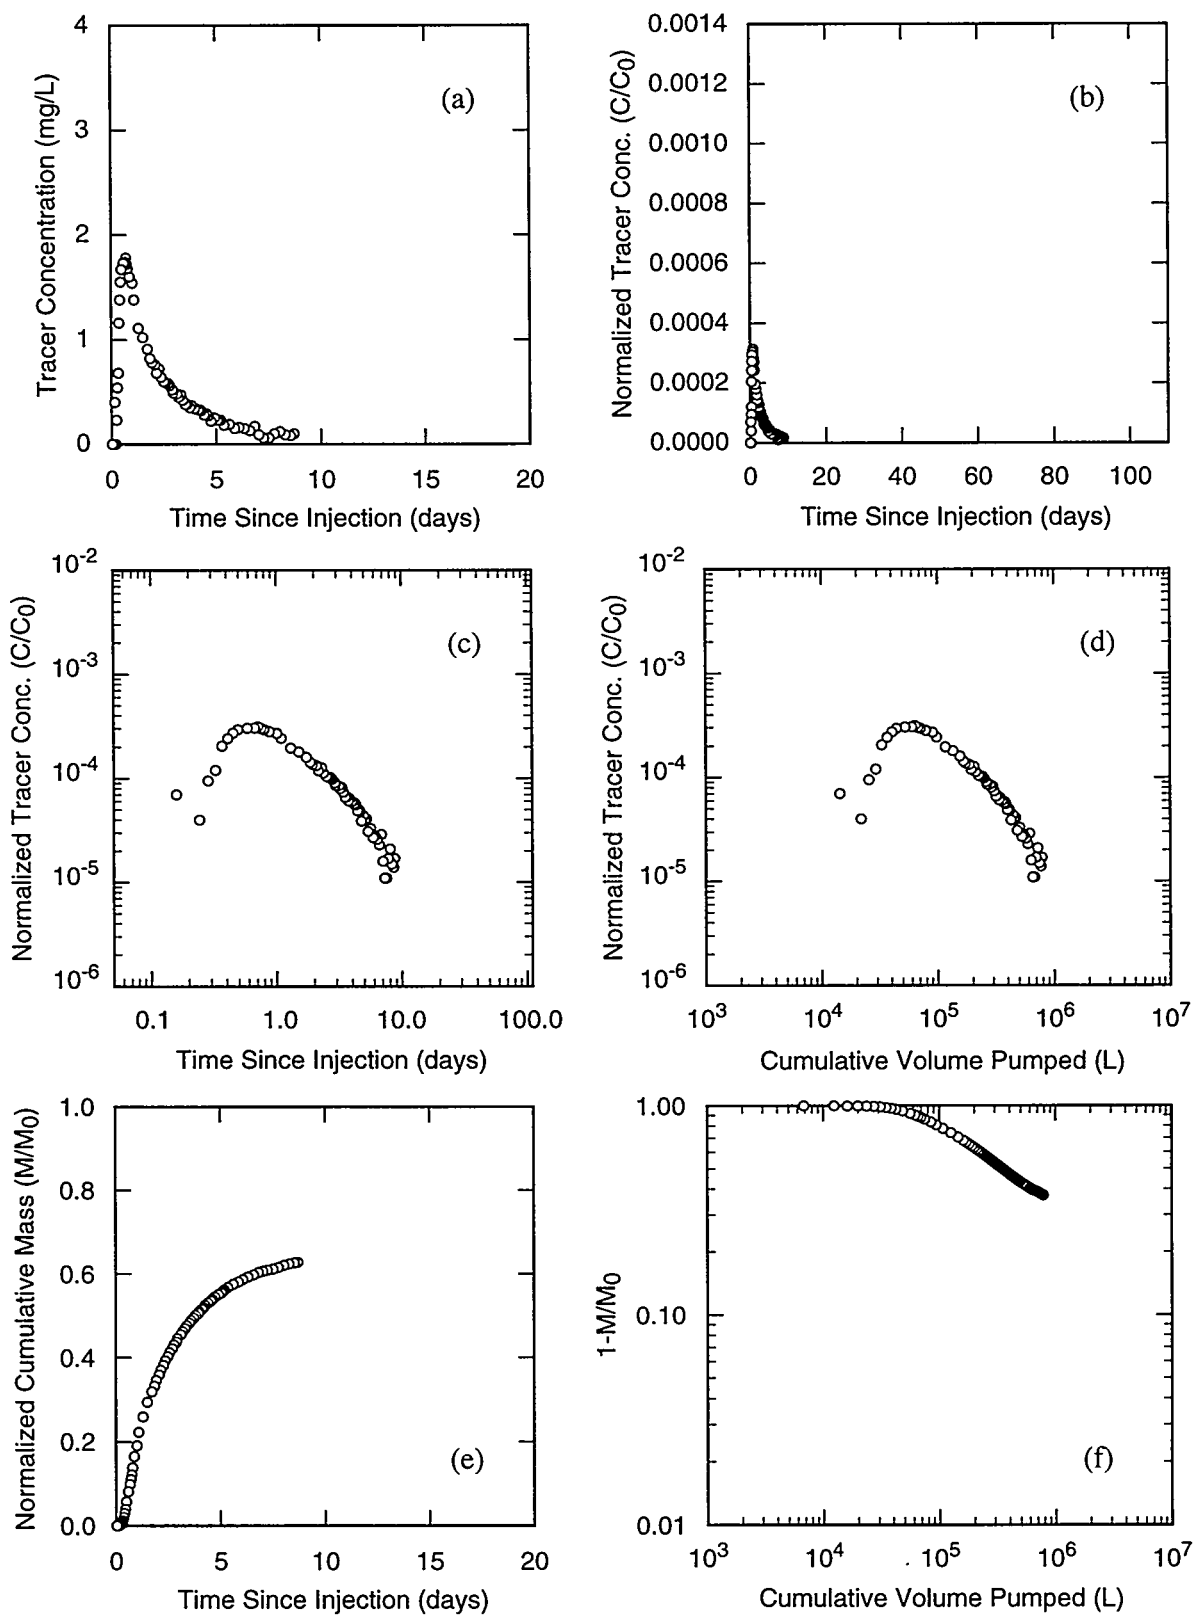 4
3
2
1
0
Tracer Concentration (mg/L)
(a)
0 5 10 15 20
Time Since Injection (days)
0.0014
0.0012
0.0010
0.0008
0.0006
0.0004
0.0002
0.0000
Normalized Tracer Conc. (C/C0)
(b)
0 20 40 60 80 100
Time Since Injection (days)
10-2
10-3
10-4
10-5
10-6
Normalized Tracer Conc. (C/C0)
(c)
0.1 1.0 10.0 100.0
Time Since Injection (days)
10-2
10-3
10-4
10-5
10-6
Normalized Tracer Conc. (C/C0)
(d)
103 104 105 106 107
Cumulative Volume Pumped (L)
1.0
0.8
0.6
0.4
0.2
0.0
Normalized Cumulative Mass (M/M0)
(e)
0 5 10 15 20
Time Since Injection (days)
1.00
0.10
0.01
1-M/M0
(f)
103 104 105 106 107
Cumulative Volume Pumped (L)